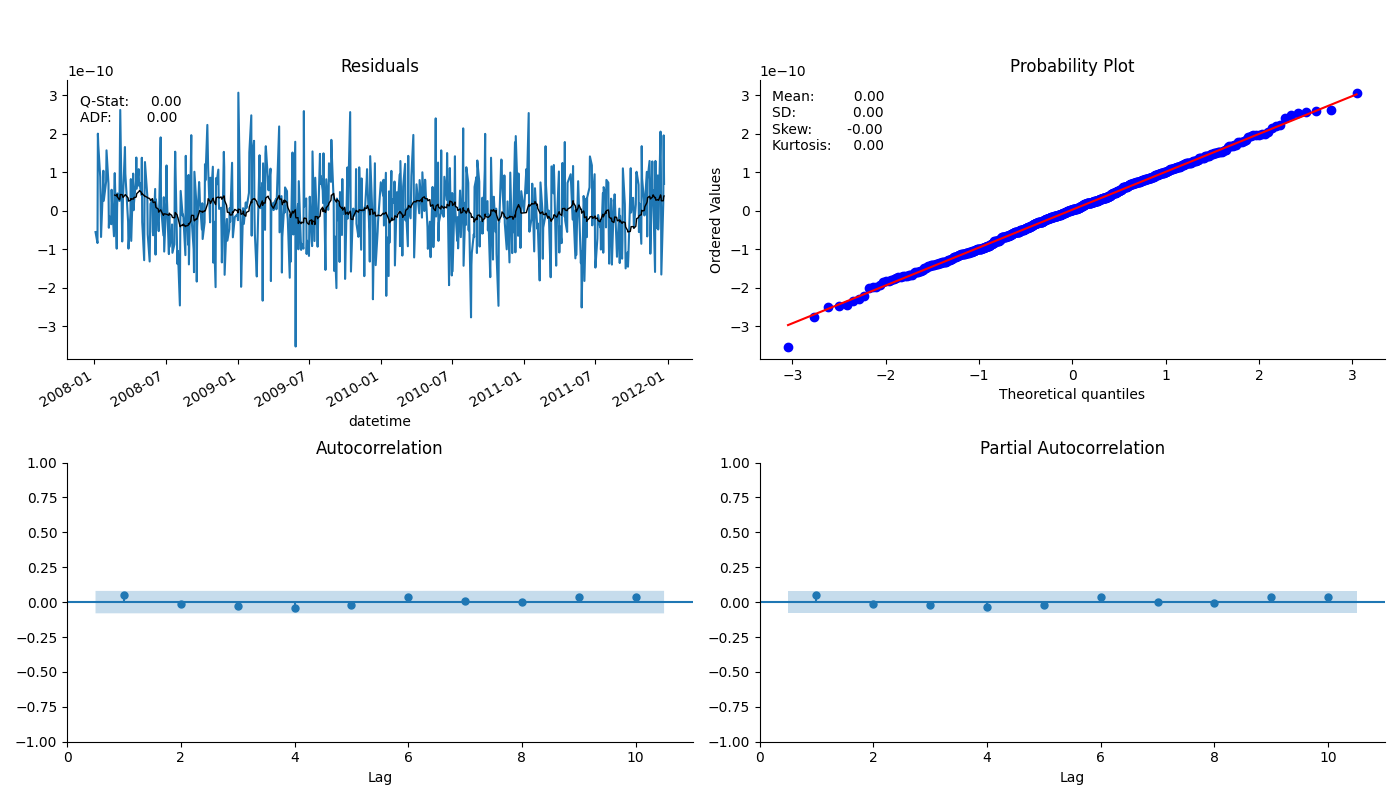 Residuals
1e−10
Q-Stat: 0.00
ADF: 0.00
3
2
1
0
−1
−2
−3
2008-01
2008-07
2009-01
2009-07
2010-01
2010-07
2011-01
2011-07
2012-01
datetime
Probability Plot
1e−10
Mean: 0.00
SD: 0.00
Skew: -0.00
Kurtosis: 0.00
Ordered Values
3
2
1
0
−1
−2
−3
−3 −2 −1 0 1 2 3
Theoretical quantiles
Autocorrelation
1.00
0.75
0.50
0.25
0.00
−0.25
−0.50
−0.75
−1.00
0 2 4 6 8 10
Lag
Partial Autocorrelation
1.00
0.75
0.50
0.25
0.00
−0.25
−0.50
−0.75
−1.00
0 2 4 6 8 10
Lag